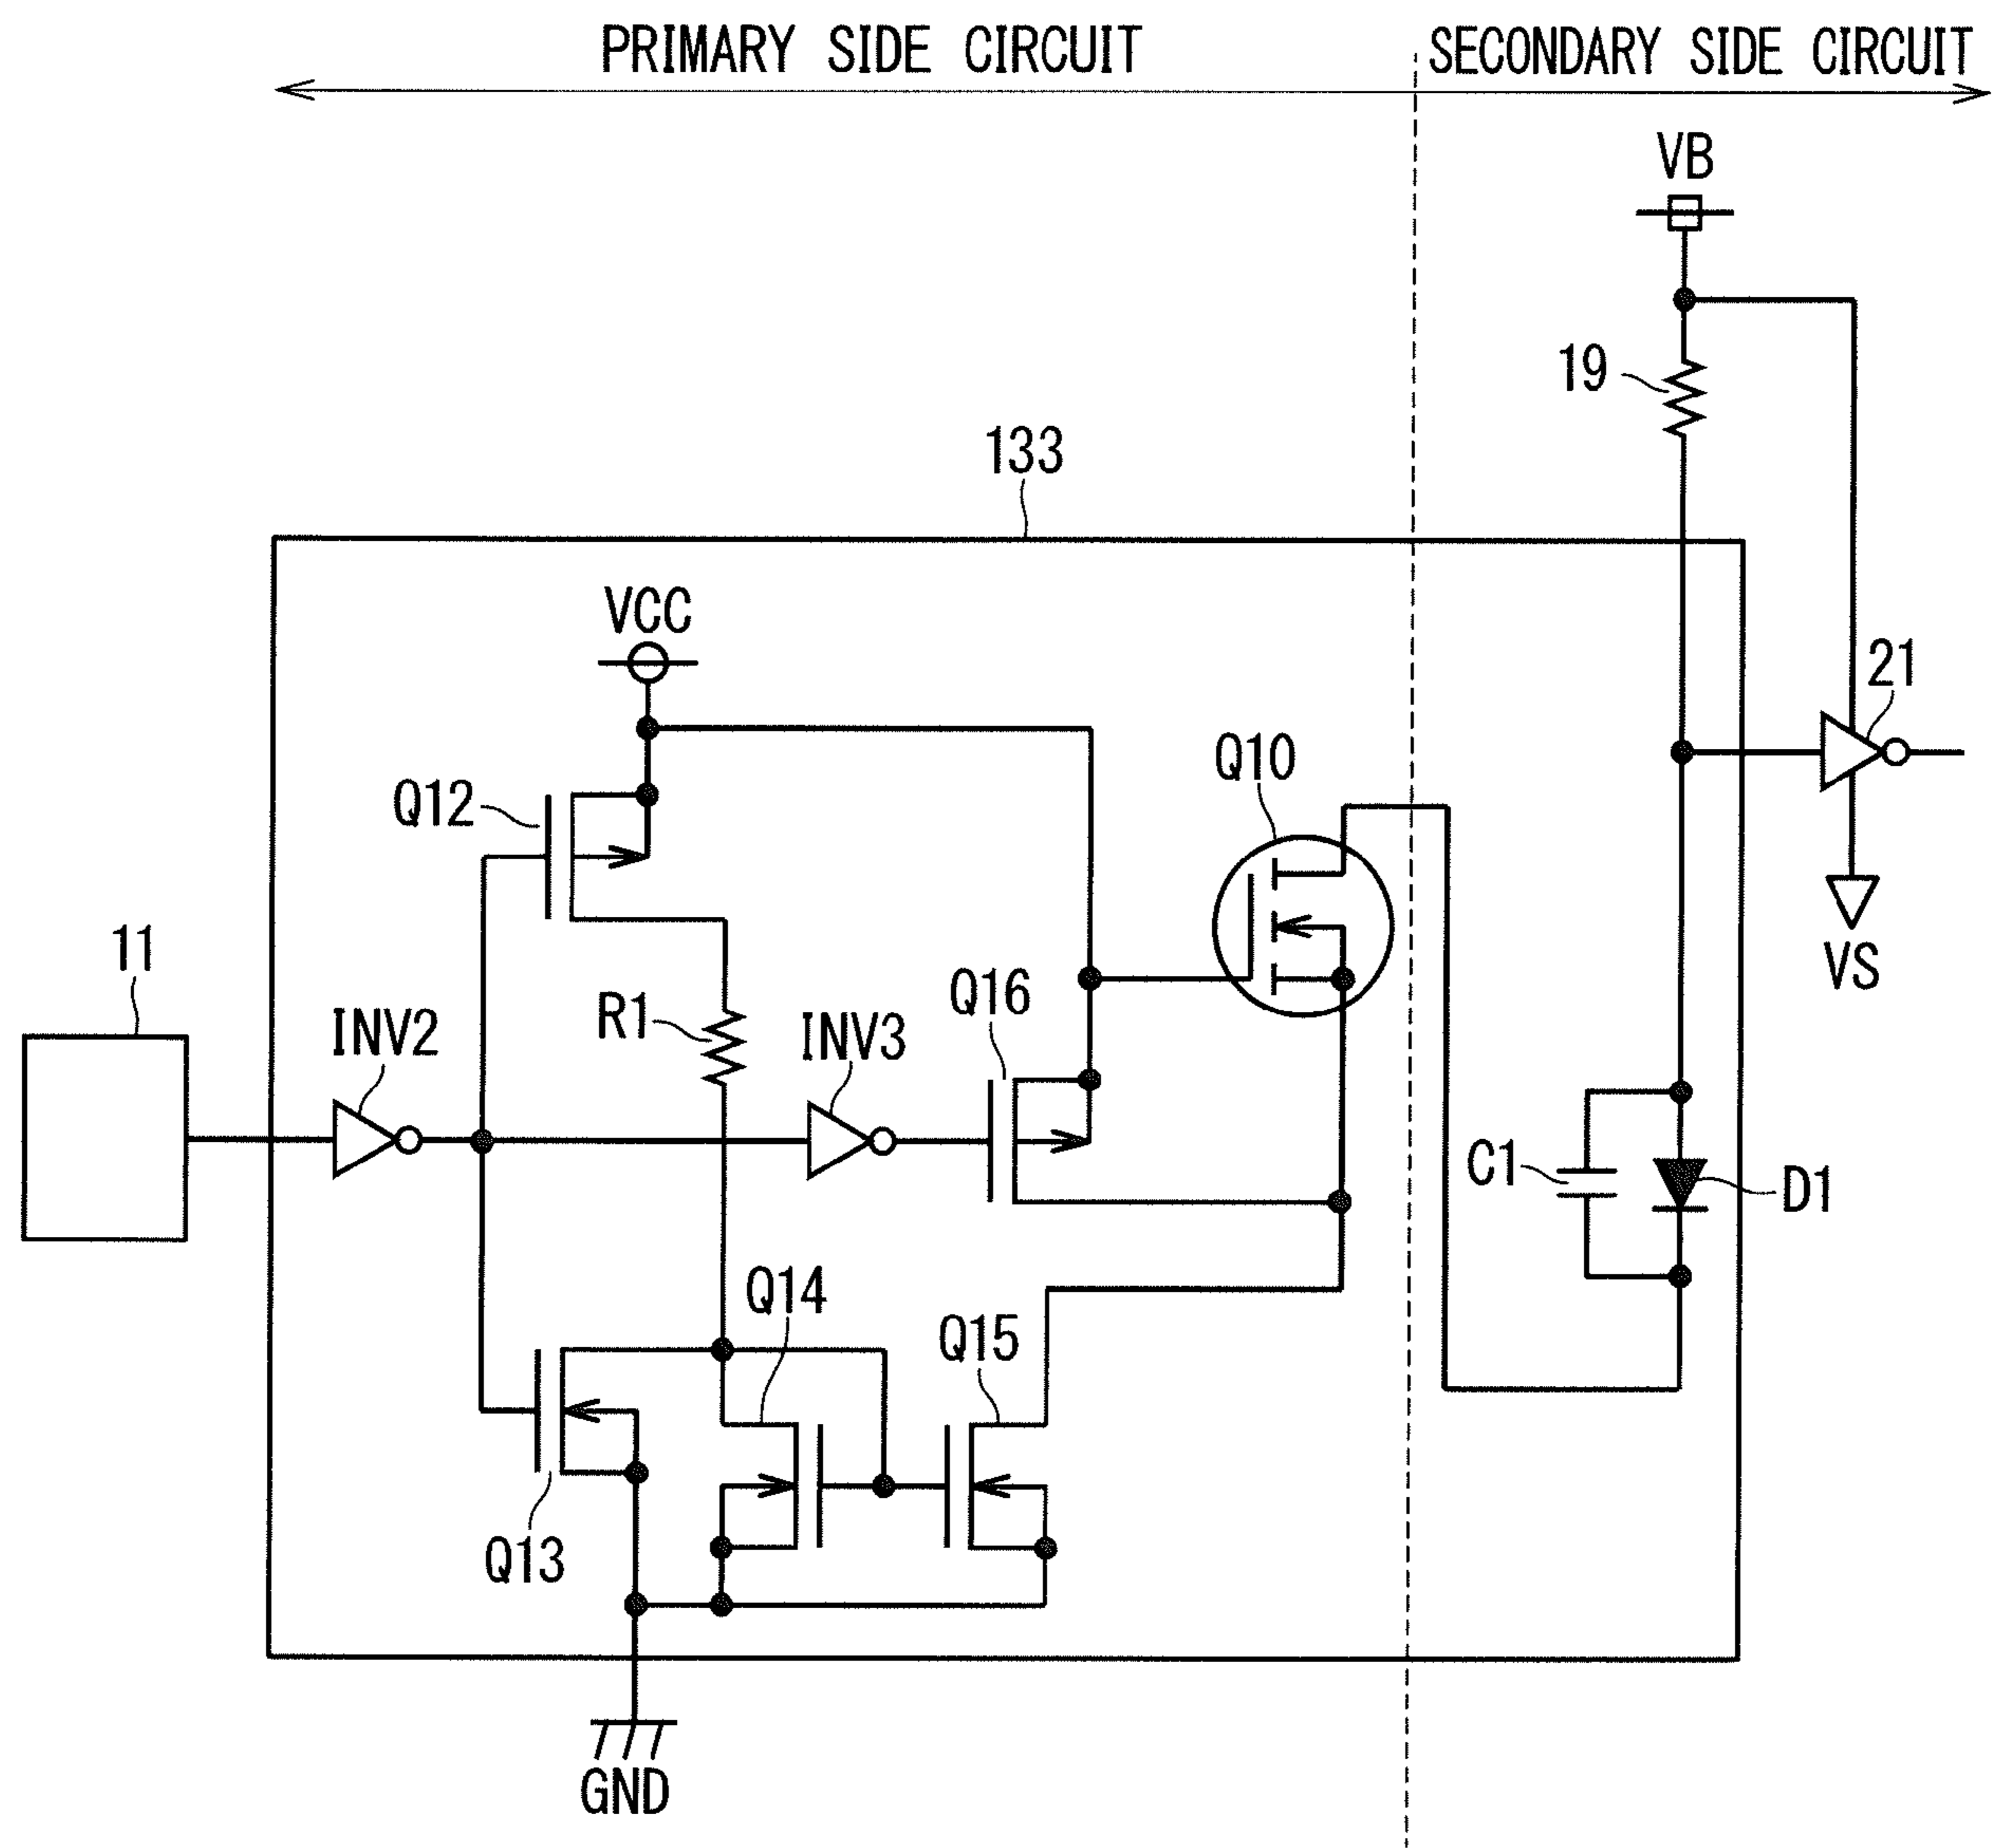 PRIMARY SIDE CIRCUIT
SECONDARY SIDE CIRCUIT
VB
19
133
VCC
21
Q12
Q10
11
VS
INV2
R1
INV3
Q16
C1
D1
Q14
Q15
Q13
GND